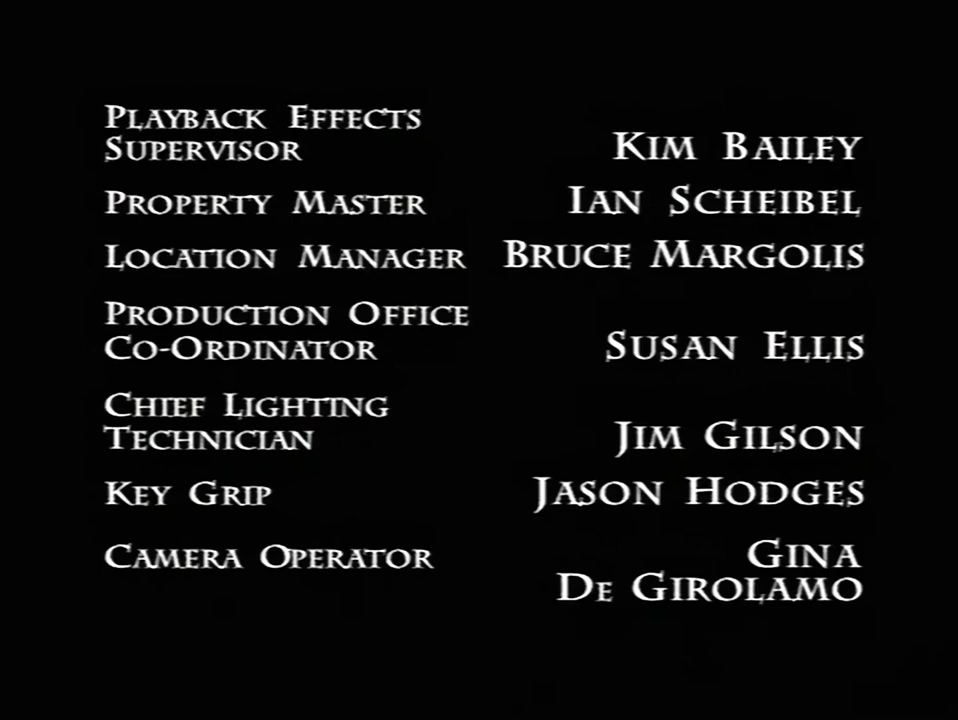 Playback Effects
Supervisor Kim Bailey
Property Master Ian Scheibel
Location Manager Bruce Margolis
Production Office
Co-Ordinator Susan Ellis
Chief Lighting
Technician Jim Gilson
Key Grip Jason Hodges
Camera Operator Gina
De Girolamo